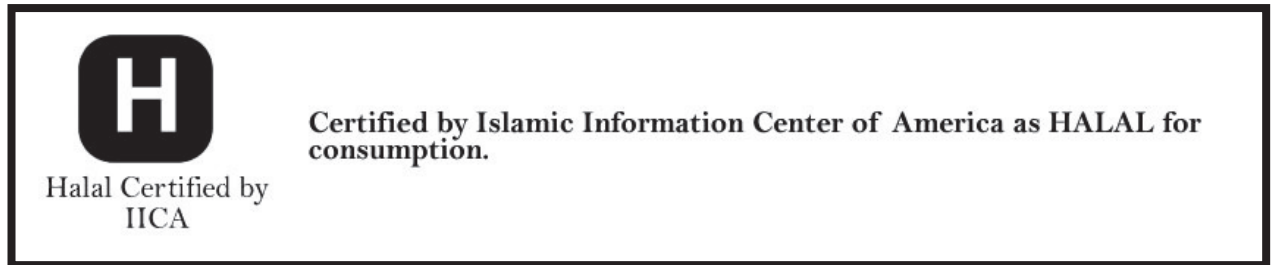 H
Halal Certified by
IICA
Certified by Islamic Information Center of America as HALAL for
consumption.